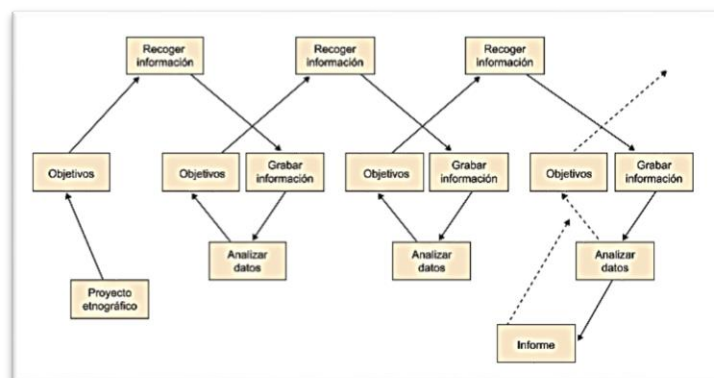 Recoger
información
Recoger
información
Recoger
información
Objetivos
Objetivos
Grabar
información
Objetivos
Grabar
información
Objetivos
Grabar
información
Analizar
datos
Analizar
datos
Analizar
datos
Proyecto
etnográfico
Informe